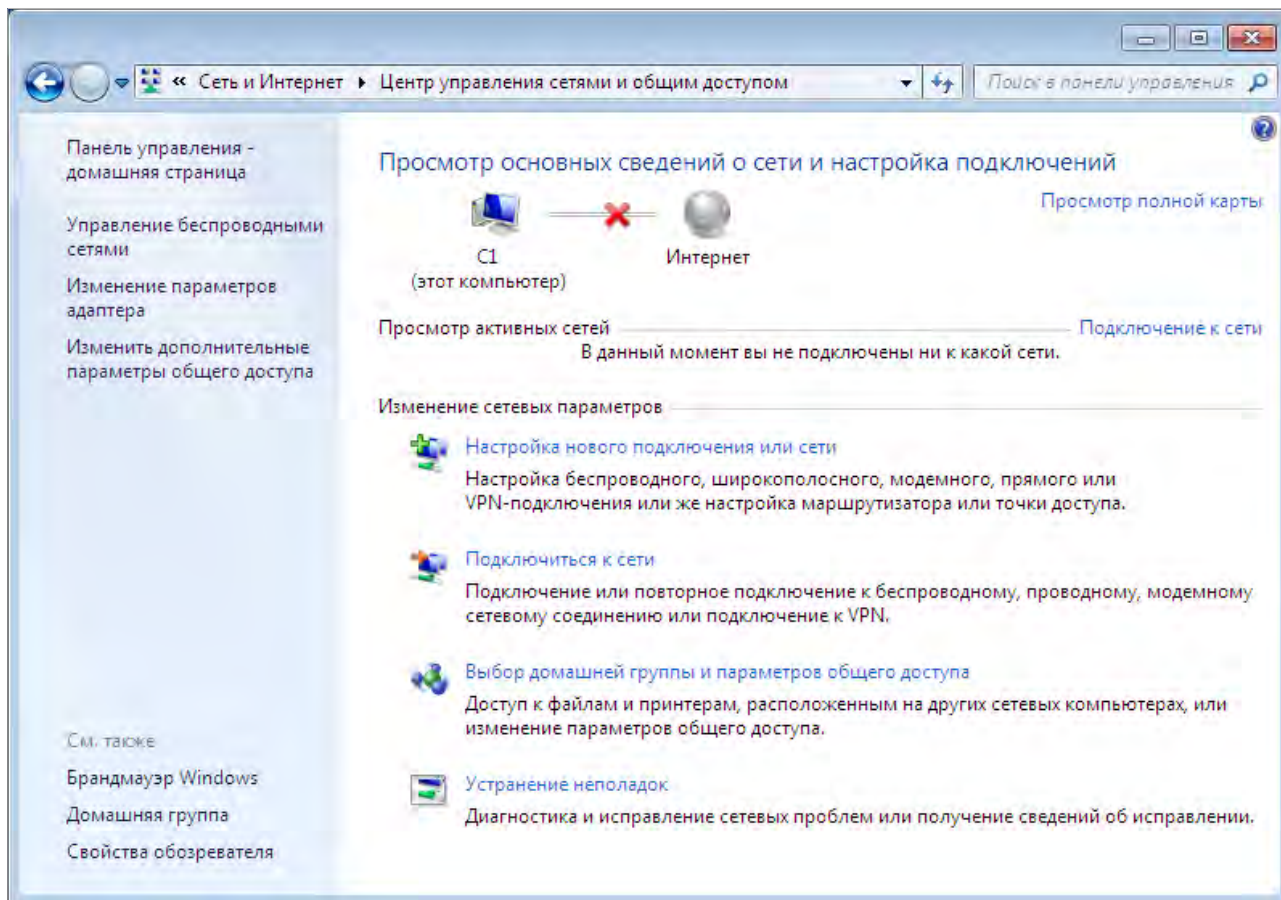 « Сеть и Интернет ▸ Центр управления сетями и общим доступом
Поиск в панели управления
Панель управления -
домашняя страница
Управление беспроводными
сетями
Изменение параметров
адаптера
Изменить дополнительные
параметры общего доступа
См. также
Брандмауэр Windows
Домашняя группа
Свойства обозревателя
Просмотр основных сведений о сети и настройка подключений
Просмотр полной карты
C1
(этот компьютер)
Интернет
Просмотр активных сетей
Подключение к сети
В данный момент вы не подключены ни к какой сети.
Изменение сетевых параметров
Настройка нового подключения или сети
Настройка беспроводного, широкополосного, модемного, прямого или
VPN-подключения или же настройка маршрутизатора или точки доступа.
Подключиться к сети
Подключение или повторное подключение к беспроводному, проводному, модемному
сетевому соединению или подключение к VPN.
Выбор домашней группы и параметров общего доступа
Доступ к файлам и принтерам, расположенным на других сетевых компьютерах, или
изменение параметров общего доступа.
Устранение неполадок
Диагностика и исправление сетевых проблем или получение сведений об исправлении.